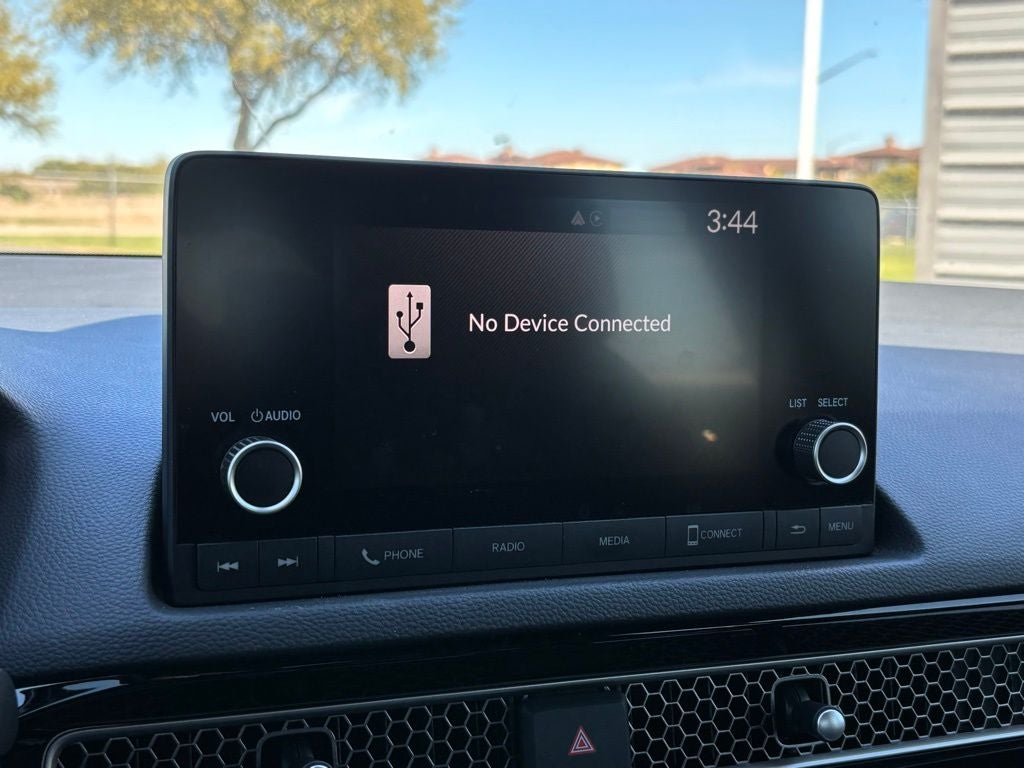 3:44
No Device Connected
VOL AUDIO
LIST SELECT
PHONE RADIO MEDIA CONNECT MENU